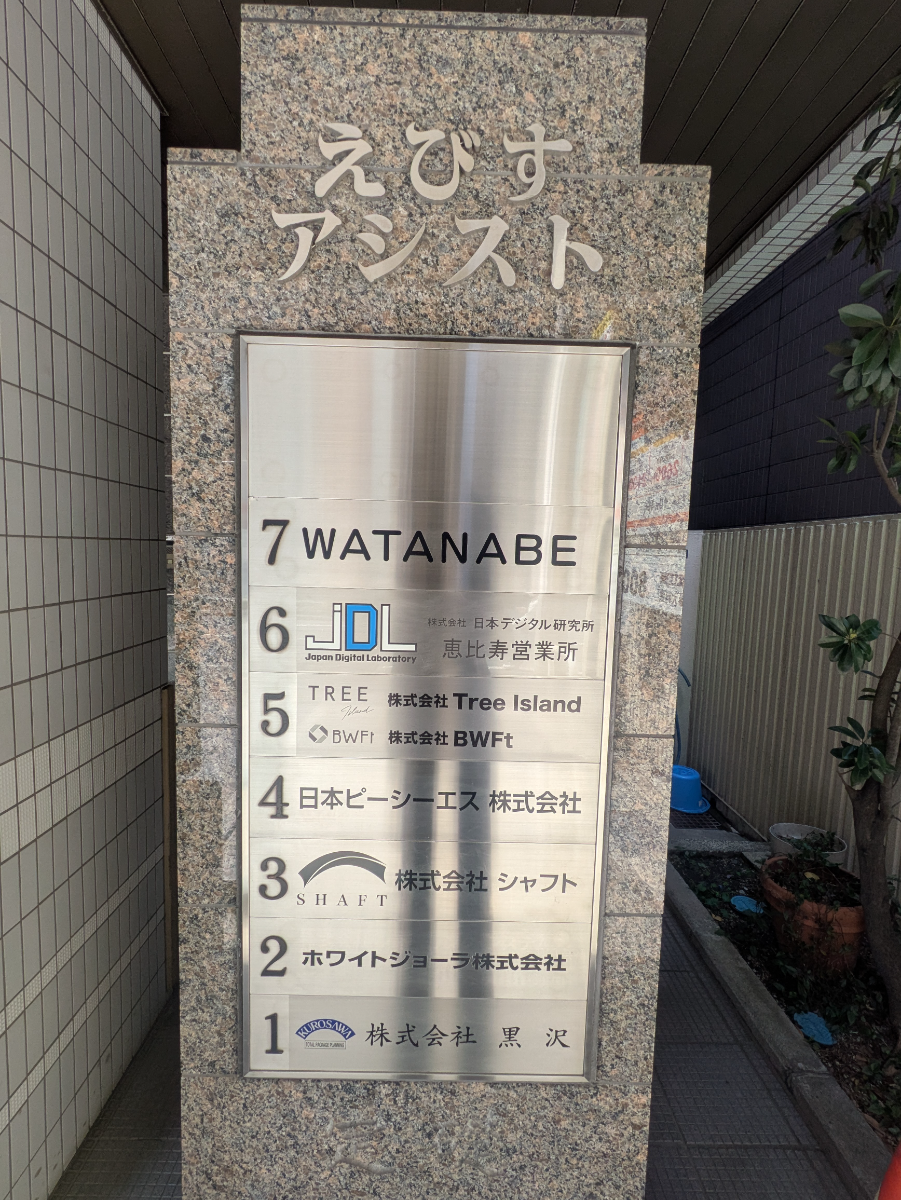 えびす
アシスト
7 WATANABE
6 JDL Japan Digital Laboratory 株式会社 日本デジタル研究所
恵比寿営業所
5 TREE Island 株式会社 Tree Island
BWFt 株式会社 BWFt
4 日本ピーシーエス 株式会社
3 SHAFT 株式会社 シャフト
2 ホワイトジョーラ株式会社
1 KUROSAWA TOTAL PACKAGE PLANNING 株式会社 黒沢